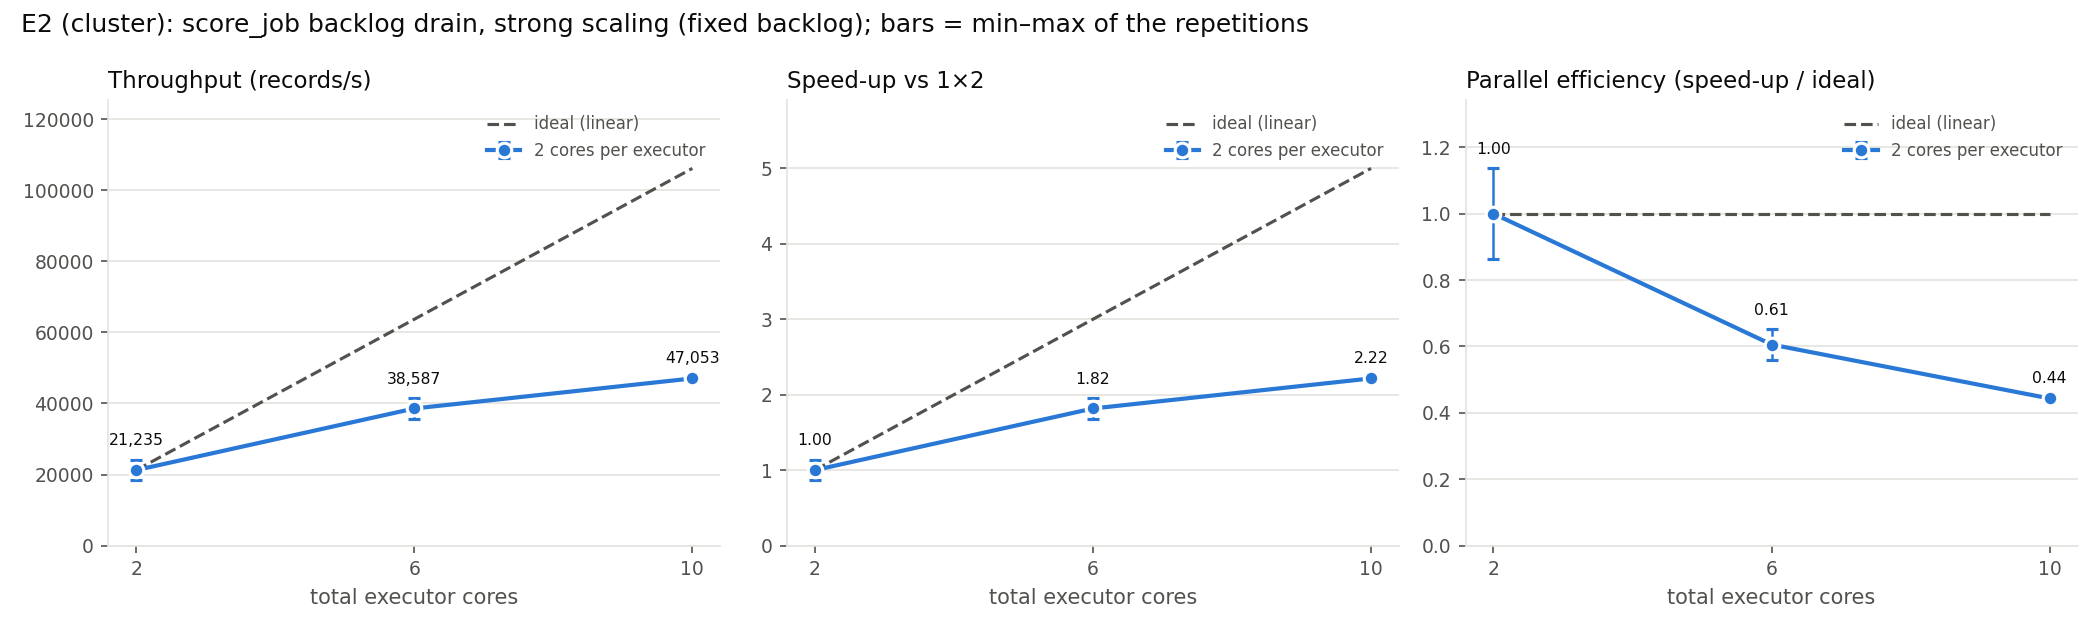 E2 (cluster): score_job backlog drain, strong scaling (fixed backlog); bars = min–max of the repetitions
Throughput (records/s)
120000
100000
80000
60000
40000
20000
0
ideal (linear)
2 cores per executor
21,235
38,587
47,053
2
6
10
total executor cores
Speed-up vs 1×2
5
4
3
2
1
0
ideal (linear)
2 cores per executor
1.00
1.82
2.22
2
6
10
total executor cores
Parallel efficiency (speed-up / ideal)
1.2
1.0
0.8
0.6
0.4
0.2
0.0
ideal (linear)
2 cores per executor
1.00
0.61
0.44
2
6
10
total executor cores